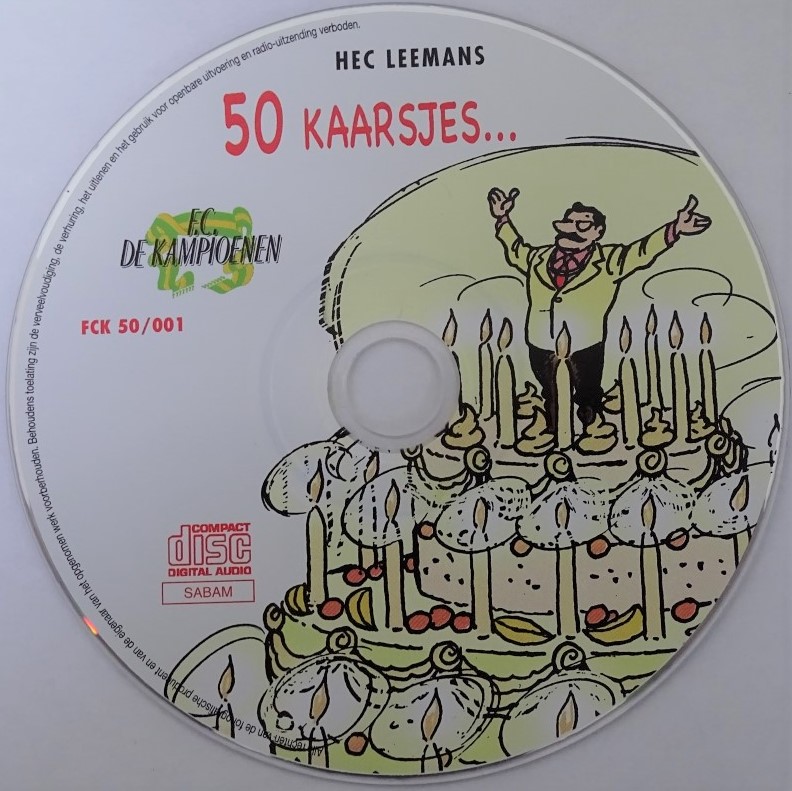 HEC LEEMANS
50 KAARSJES...
F.C.
DE KAMPIOENEN
FCK 50/001
COMPACT
disc
DIGITAL AUDIO
SABAM
Alle rechten van de fonografische producent en van de eigenaar van het opgenomen werk voorbehouden. Behoudens toelating zijn de verveelvoudiging, de verhuring, het uitlenen en het gebruik voor openbare uitvoering en radio-uitzending verboden.